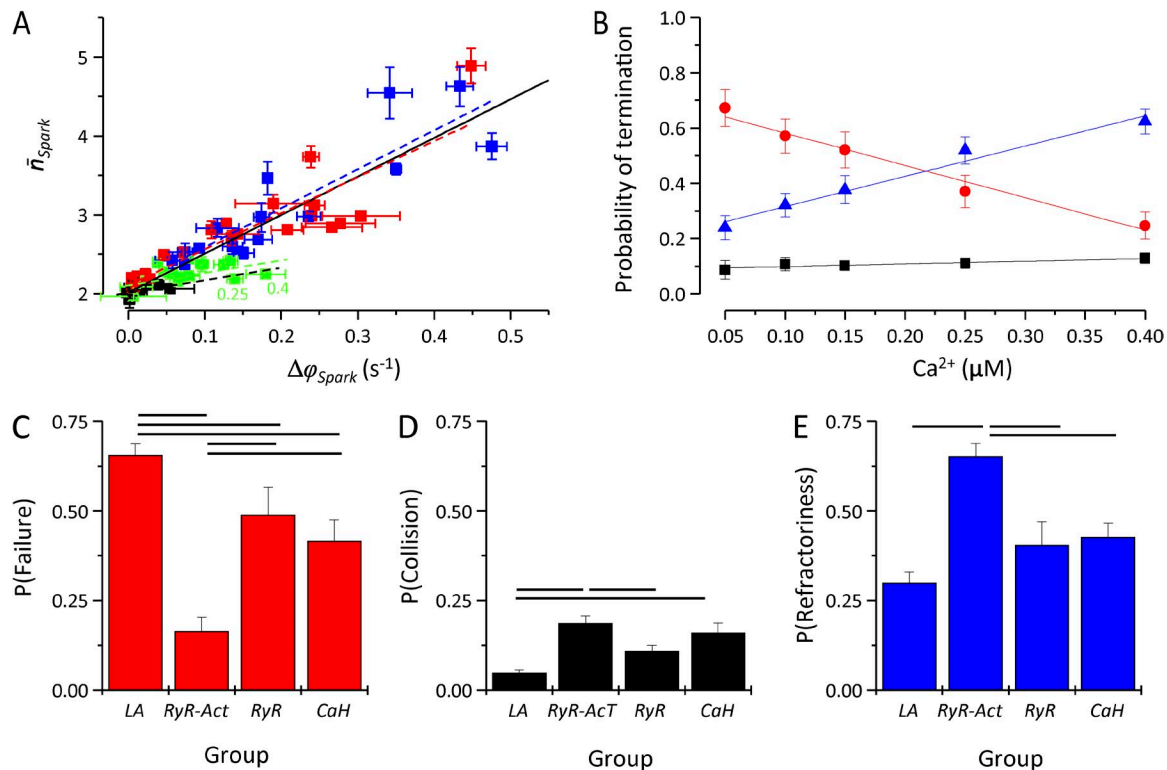 A
n̄Spark
5
4
3
2
0.25
0.4
0.0 0.1 0.2 0.3 0.4 0.5
ΔφSpark (s-1)
B
Probability of termination
1.0
0.8
0.6
0.4
0.2
0.0
0.05 0.10 0.15 0.20 0.25 0.30 0.35 0.40
Ca2+ (μM)
C
P(Failure)
0.75
0.50
0.25
0.00
LA RyR-Act RyR CaH
Group
D
P(Collision)
0.75
0.50
0.25
0.00
LA RyR-AcT RyR CaH
Group
E
P(Refractoriness)
0.75
0.50
0.25
0.00
LA RyR-Act RyR CaH
Group